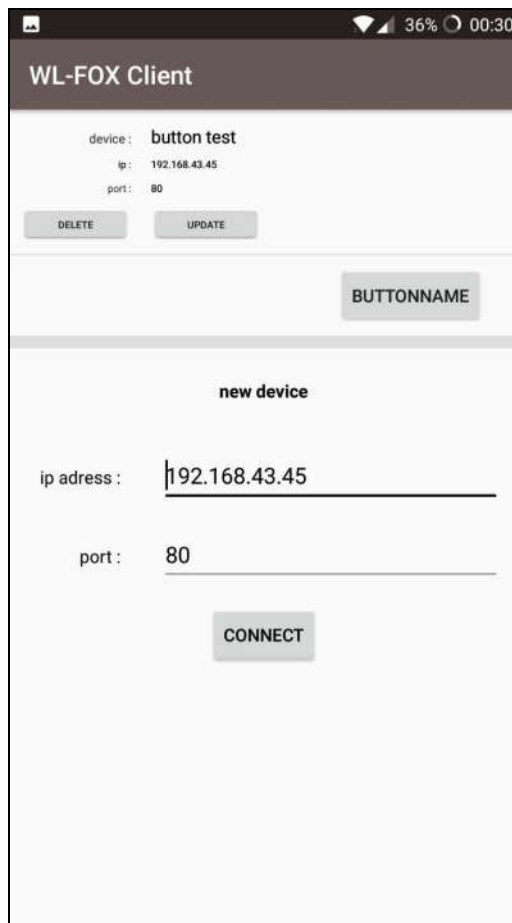 36% 00:30
WL-FOX Client
device : button test
ip : 192.168.43.45
port : 80
DELETE UPDATE
BUTTONNAME
new device
ip adress : 192.168.43.45
port : 80
CONNECT